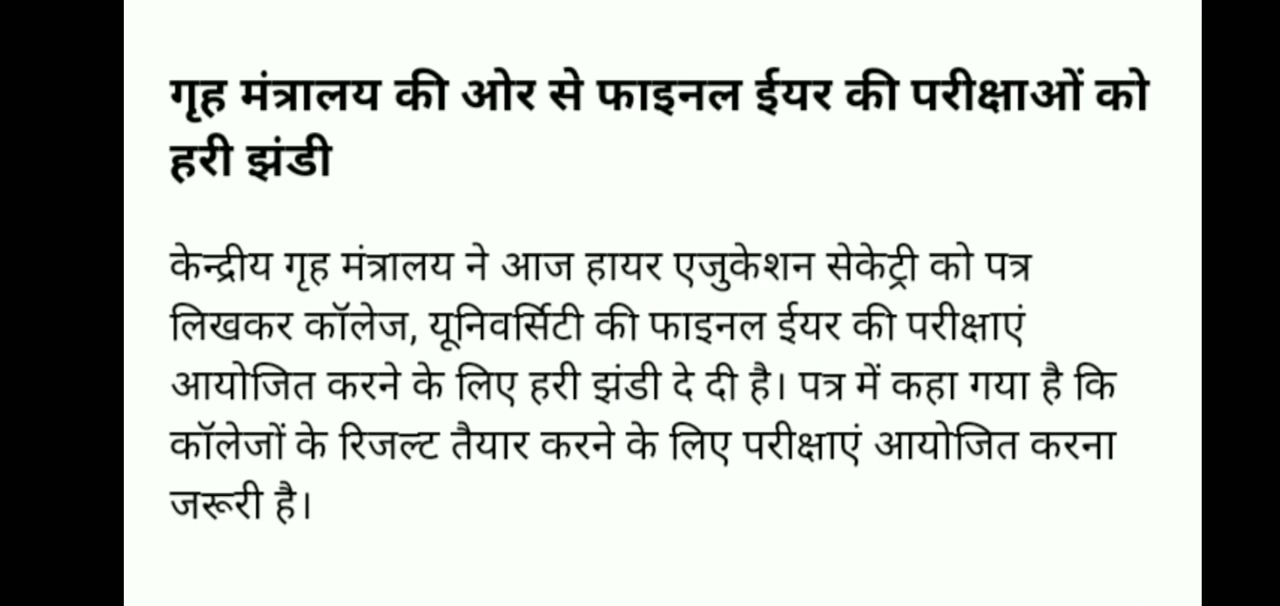 गृह मंत्रालय की ओर से फाइनल ईयर की परीक्षाओं को
हरी झंडी
केन्द्रीय गृह मंत्रालय ने आज हायर एजुकेशन सेकेट्री को पत्र
लिखकर कॉलेज, यूनिवर्सिटी की फाइनल ईयर की परीक्षाएं
आयोजित करने के लिए हरी झंडी दे दी है। पत्र में कहा गया है कि
कॉलेजों के रिजल्ट तैयार करने के लिए परीक्षाएं आयोजित करना
जरूरी है।